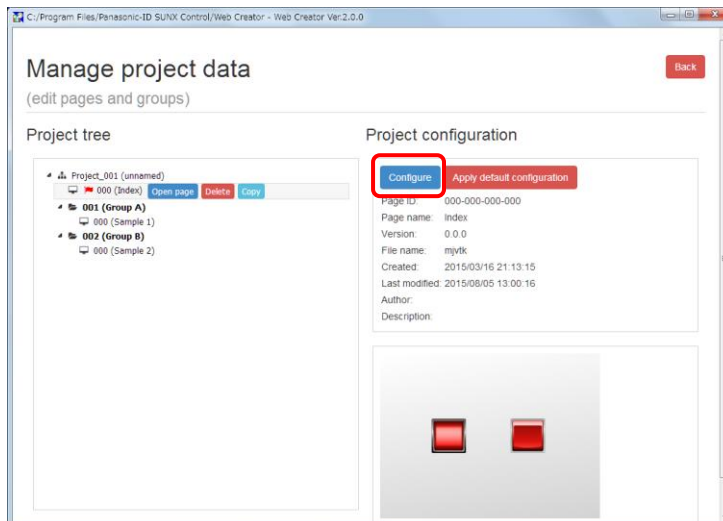 C:/Program Files/Panasonic-ID SUNX Control/Web Creator - Web Creator Ver.2.0.0
Manage project data
Back
(edit pages and groups)
Project tree
Project_001 (unnamed)
000 (Index) Open page Delete Copy
001 (Group A)
000 (Sample 1)
002 (Group B)
000 (Sample 2)
Project configuration
Configure Apply default configuration
Page ID: 000-000-000-000
Page name: Index
Version: 0.0.0
File name: mjvtk
Created: 2015/03/16 21:13:15
Last modified: 2015/08/05 13:00:16
Author:
Description: